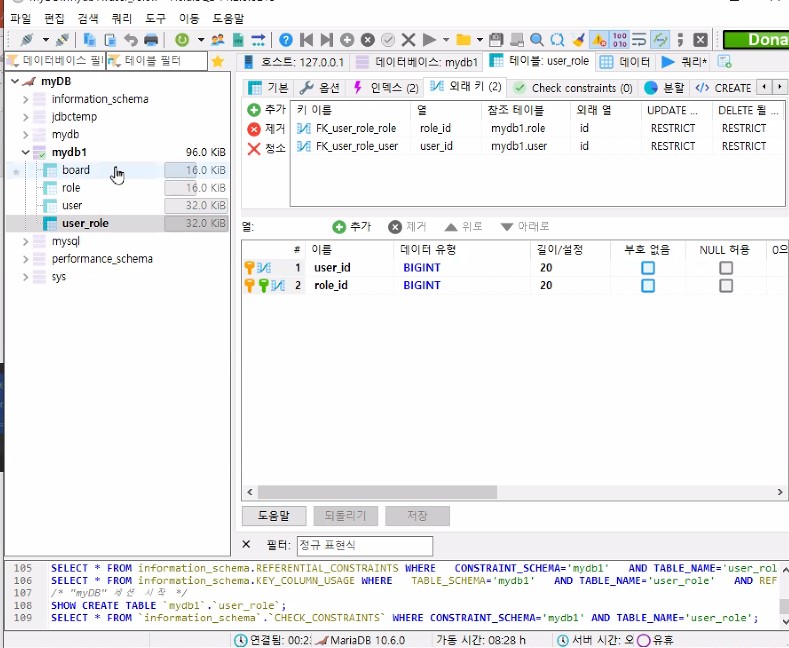 파일 편집 검색 쿼리 도구 이동 도움말
Dona
데이터베이스 필 테이블 필터
호스트: 127.0.0.1 데이터베이스: mydb1 테이블: user_role 데이터 쿼리*
myDB
information_schema
jdbctemp
mydb
mydb1 96.0 KiB
board 16.0 KiB
role 16.0 KiB
user 32.0 KiB
user_role 32.0 KiB
mysql
performance_schema
sys
기본 옵션 인덱스 (2) 외래 키 (2) Check constraints (0) 분할 CREATE
추가
제거
청소
키 이름 열 참조 테이블 외래 열 UPDATE ... DELETE 될 ...
FK_user_role_role role_id mydb1.role id RESTRICT RESTRICT
FK_user_role_user user_id mydb1.user id RESTRICT RESTRICT
열: 추가 제거 위로 아래로
# 이름 데이터 유형 길이/설정 부호 없음 NULL 허용 0으
1 user_id BIGINT 20
2 role_id BIGINT 20
도움말 되돌리기 저장
필터: 정규 표현식
105 SELECT * FROM information_schema.REFERENTIAL_CONSTRAINTS WHERE CONSTRAINT_SCHEMA='mydb1' AND TABLE_NAME='user_rol
106 SELECT * FROM information_schema.KEY_COLUMN_USAGE WHERE TABLE_SCHEMA='mydb1' AND TABLE_NAME='user_role' AND REF
107 /* "myDB" 세션 시작 */
108 SHOW CREATE TABLE `mydb1`.`user_role`;
109 SELECT * FROM `information_schema`.`CHECK_CONSTRAINTS` WHERE CONSTRAINT_SCHEMA='mydb1' AND TABLE_NAME='user_role';
연결됨: 00:2 MariaDB 10.6.0 가동 시간: 08:28 h 서버 시간: 오 유휴